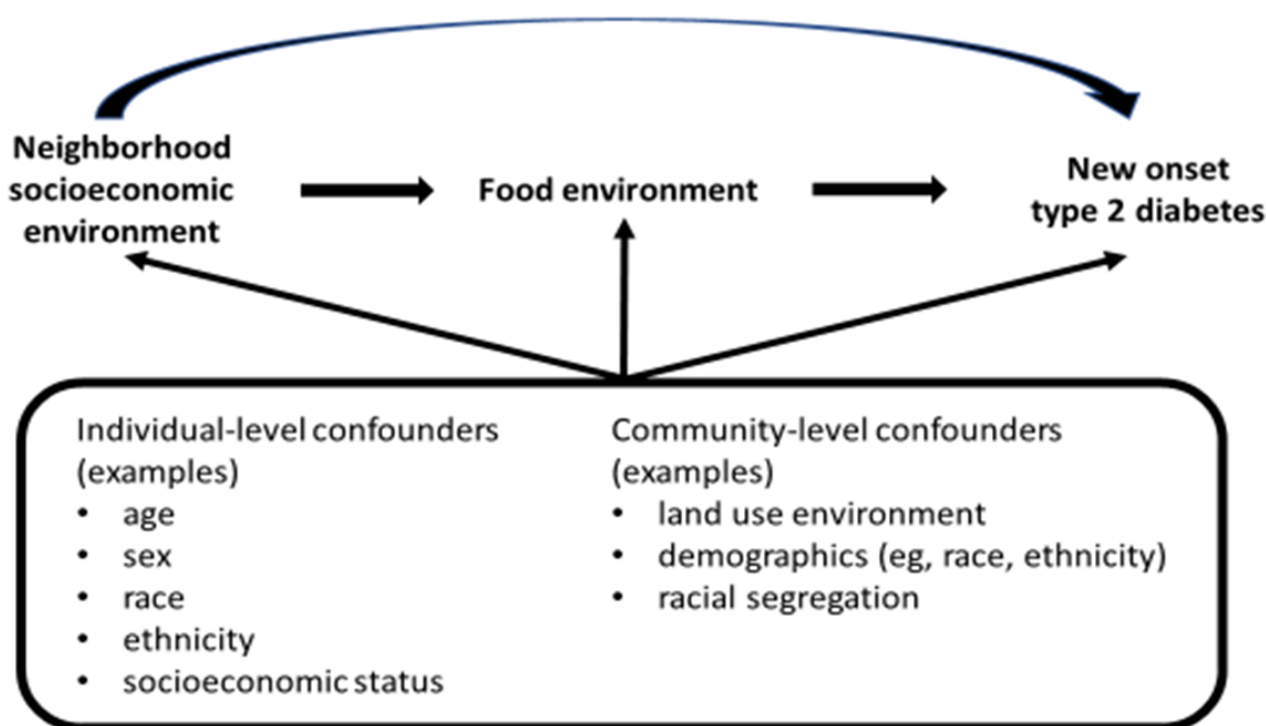 Neighborhood
socioeconomic
environment
Food environment
New onset
type 2 diabetes
Individual-level confounders
(examples)
• age
• sex
• race
• ethnicity
• socioeconomic status
Community-level confounders
(examples)
• land use environment
• demographics (eg, race, ethnicity)
• racial segregation